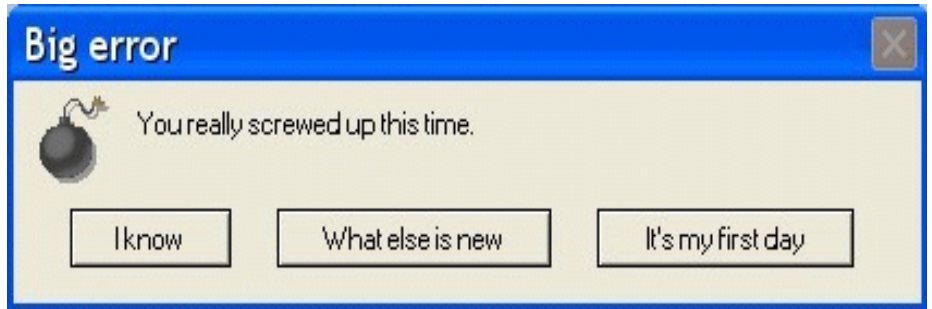 Big error
You really screwed up this time.
I know
What else is new
It's my first day